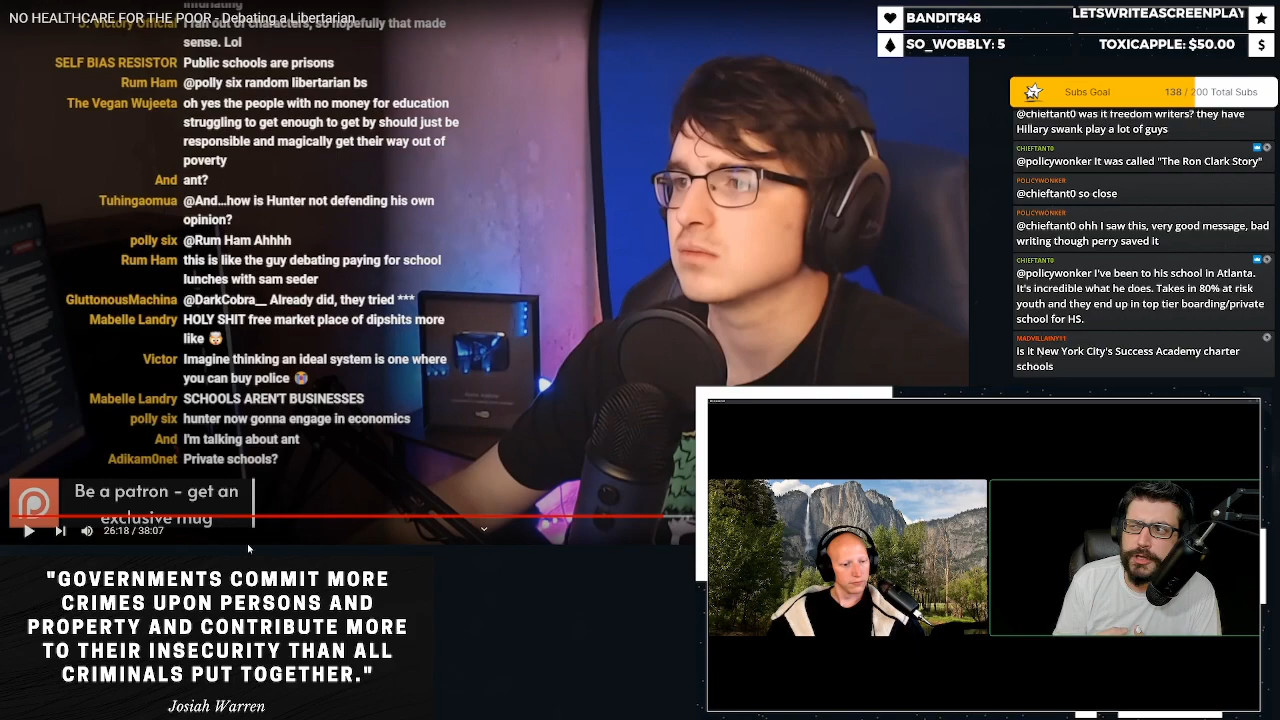 NO HEALTHCARE FOR THE POOR - Debating a Libertarian
infuriating
J. Victory Official I ran out of characters, so hopefully that made
sense. Lol
SELF BIAS RESISTOR Public schools are prisons
Rum Ham @polly six random libertarian bs
The Vegan Wujeeta oh yes the people with no money for education
struggling to get enough to get by should just be
responsible and magically get their way out of
poverty
And ant?
Tuhingaomua @And...how is Hunter not defending his own
opinion?
polly six @Rum Ham Ahhhh
Rum Ham this is like the guy debating paying for school
lunches with sam seder
GluttonousMachina @DarkCobra__ Already did, they tried ***
Mabelle Landry HOLY SHIT free market place of dipshits more
like 🤯
Victor Imagine thinking an ideal system is one where
you can buy police 😭
Mabelle Landry SCHOOLS AREN'T BUSINESSES
polly six hunter now gonna engage in economics
And I'm talking about ant
Adikam0net Private schools?
Be a patron - get an
exclusive mug
26:18 / 38:07
"GOVERNMENTS COMMIT MORE
CRIMES UPON PERSONS AND
PROPERTY AND CONTRIBUTE MORE
TO THEIR INSECURITY THAN ALL
CRIMINALS PUT TOGETHER."
Josiah Warren
BANDIT848
LETSWRITEASCREENPLAY
SO_WOBBLY: 5
TOXICAPPLE: $50.00
$
Subs Goal 138 / 200 Total Subs
@chieftant0 was it freedom writers? they have
HIllary swank play a lot of guys
CHIEFTANT0
@policywonker It was called "The Ron Clark Story"
POLICYWONKER
@chieftant0 so close
POLICYWONKER
@chieftant0 ohh I saw this, very good message, bad
writing though perry saved it
CHIEFTANT0
@policywonker I've been to his school in Atlanta.
It's incredible what he does. Takes in 80% at risk
youth and they end up in top tier boarding/private
school for HS.
MADVILLAINY11
Is it New York City's Success Academy charter
schools